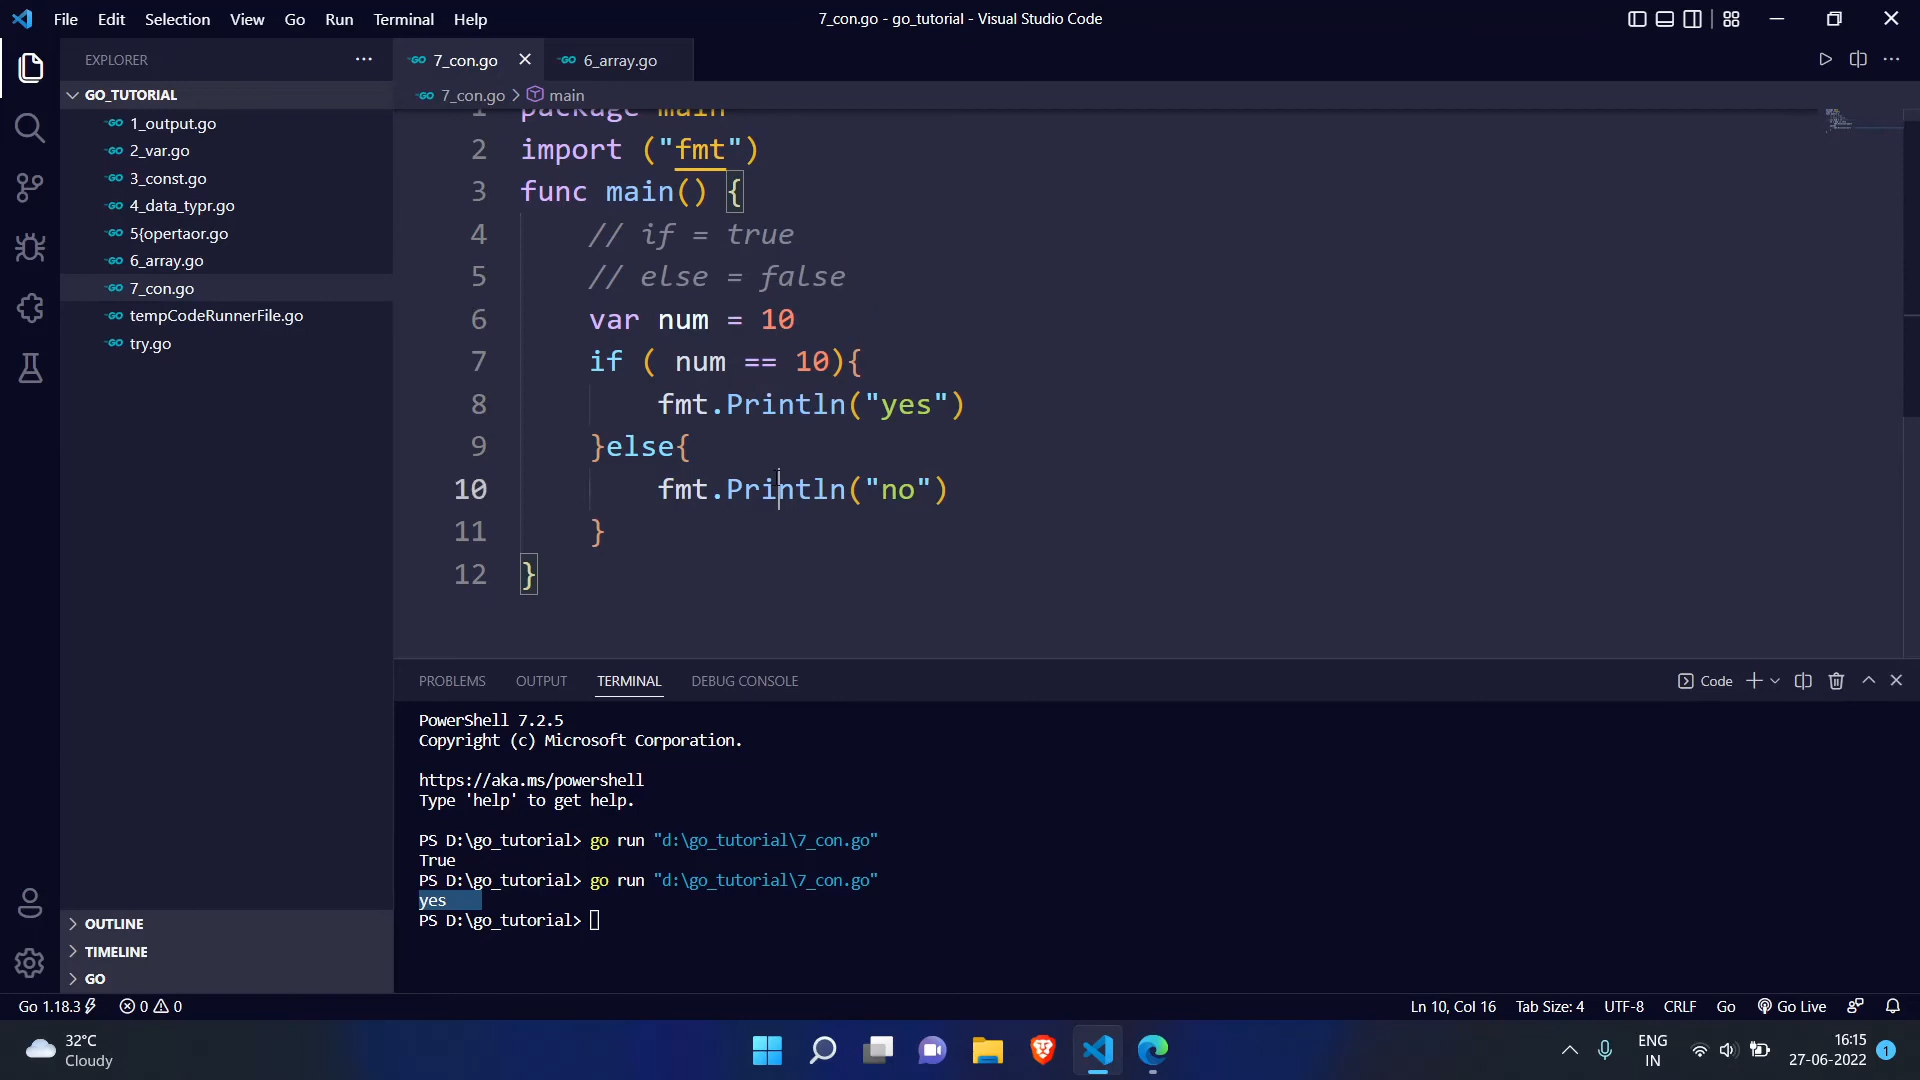 File Edit Selection View Go Run Terminal Help
7_con.go - go_tutorial - Visual Studio Code
EXPLORER
GO_TUTORIAL
1_output.go
2_var.go
3_const.go
4_data_typr.go
5{opertaor.go
6_array.go
7_con.go
tempCodeRunnerFile.go
try.go
OUTLINE
TIMELINE
GO
7_con.go
6_array.go
7_con.go > main
1 package main
2 import ("fmt")
3 func main() {
4 // if = true
5 // else = false
6 var num = 10
7 if ( num == 10){
8 fmt.Println("yes")
9 }else{
10 fmt.Println("no")
11 }
12 }
PROBLEMS OUTPUT TERMINAL DEBUG CONSOLE
Code
PowerShell 7.2.5
Copyright (c) Microsoft Corporation.
https://aka.ms/powershell
Type 'help' to get help.
PS D:\go_tutorial> go run "d:\go_tutorial\7_con.go"
True
PS D:\go_tutorial> go run "d:\go_tutorial\7_con.go"
yes
PS D:\go_tutorial>
Go 1.18.3 0 0
Ln 10, Col 16 Tab Size: 4 UTF-8 CRLF Go Go Live
32°C
Cloudy
ENG
IN
16:15
27-06-2022
1